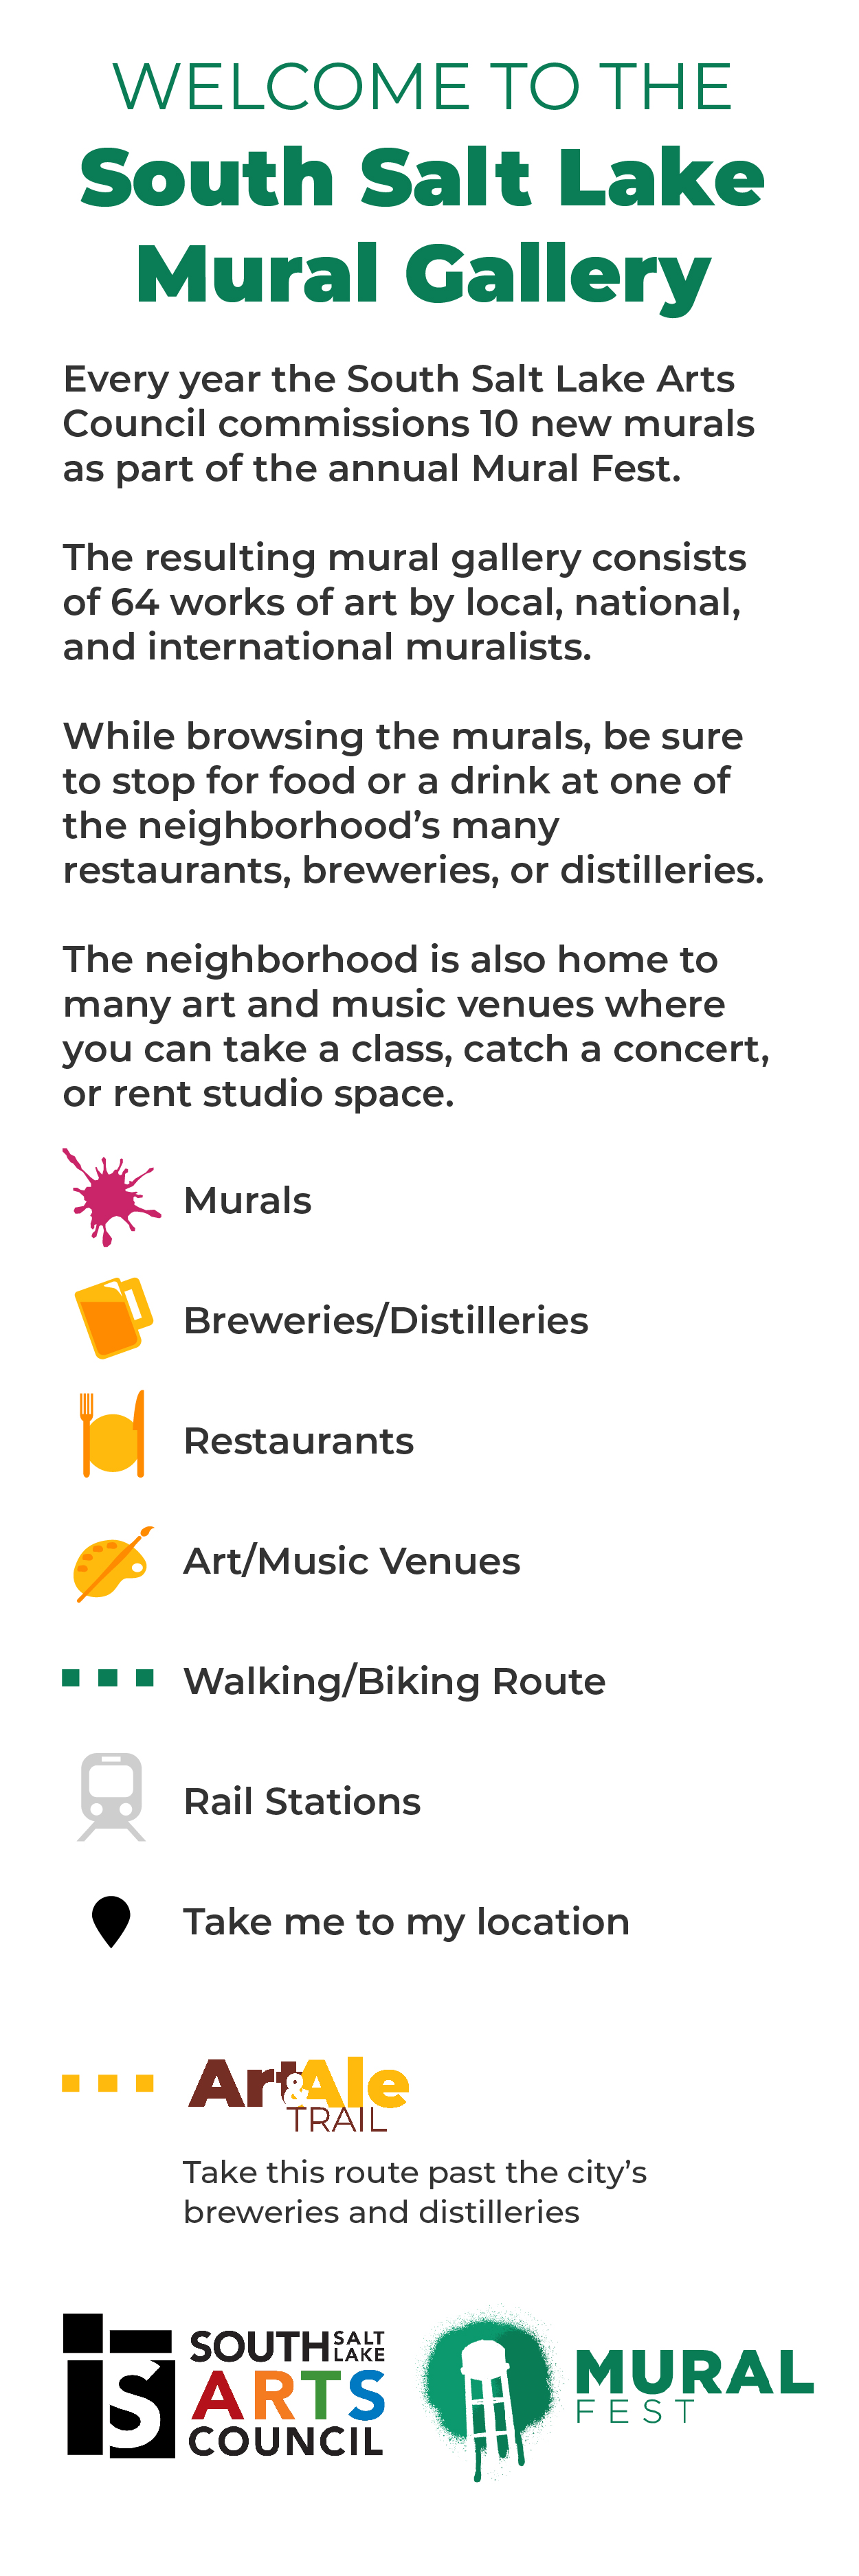 WELCOME TO THE
South Salt Lake
Mural Gallery
Every year the South Salt Lake Arts
Council commissions 10 new murals
as part of the annual Mural Fest.
The resulting mural gallery consists
of 64 works of art by local, national,
and international muralists.
While browsing the murals, be sure
to stop for food or a drink at one of
the neighborhood’s many
restaurants, breweries, or distilleries.
The neighborhood is also home to
many art and music venues where
you can take a class, catch a concert,
or rent studio space.
Murals
Breweries/Distilleries
Restaurants
Art/Music Venues
Walking/Biking Route
Rail Stations
Take me to my location
Art&Ale
TRAIL
Take this route past the city’s
breweries and distilleries
SOUTH SALT LAKE
ARTS
COUNCIL
MURAL
FEST